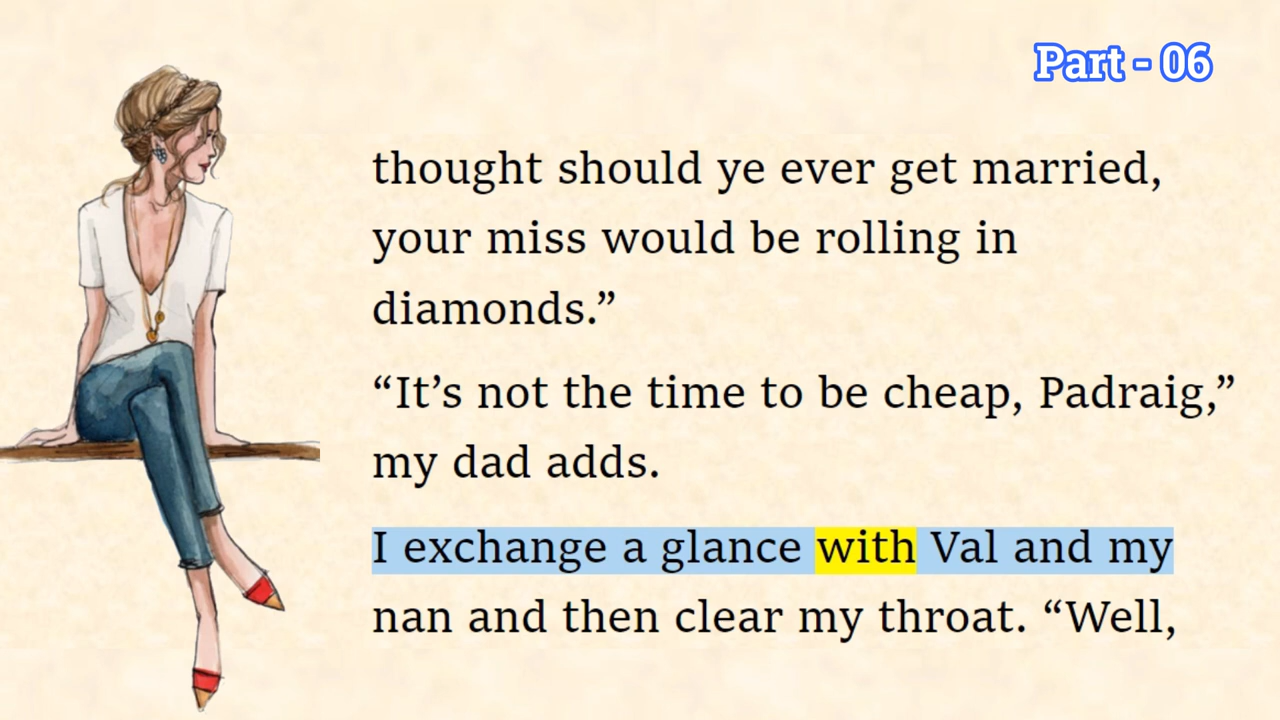 Part - 06
thought should ye ever get married,
your miss would be rolling in
diamonds.”
“It’s not the time to be cheap, Padraig,”
my dad adds.
I exchange a glance with Val and my
nan and then clear my throat. “Well,